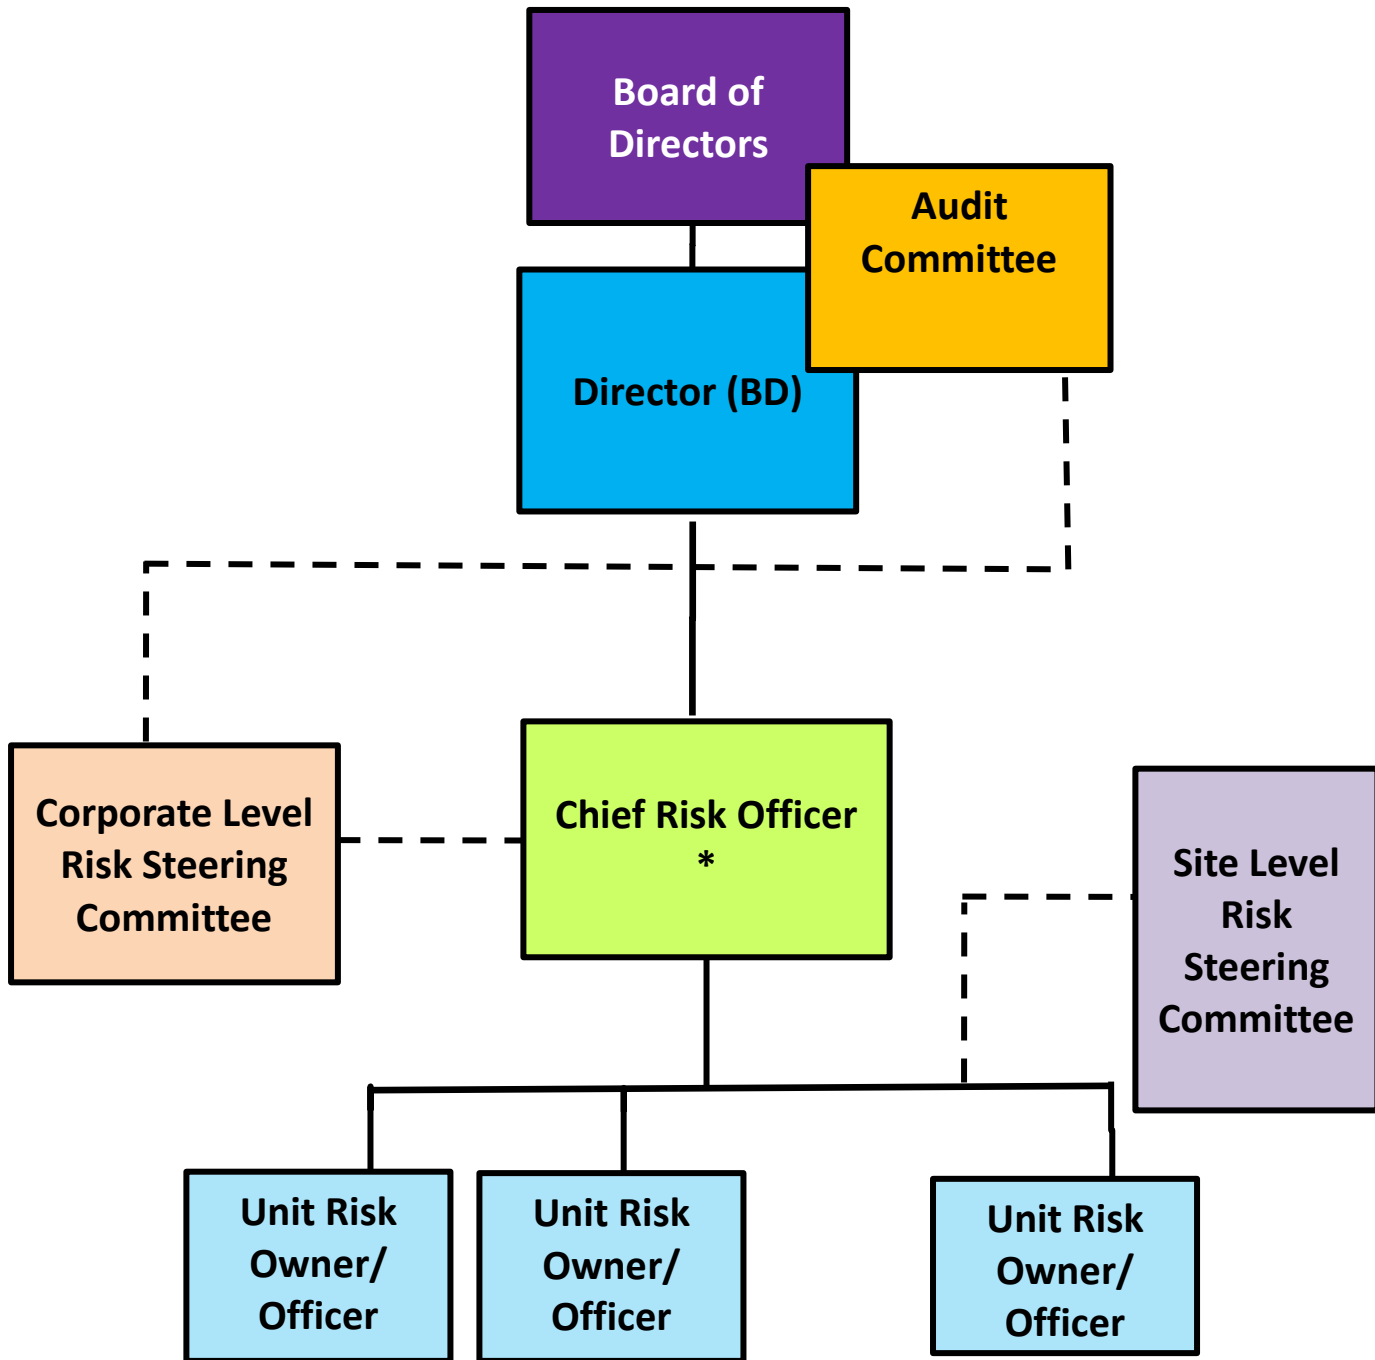 Board of
Directors
Audit
Committee
Director (BD)
Corporate Level
Risk Steering
Committee
Chief Risk Officer
*
Site Level
Risk
Steering
Committee
Unit Risk
Owner/
Officer
Unit Risk
Owner/
Officer
Unit Risk
Owner/
Officer